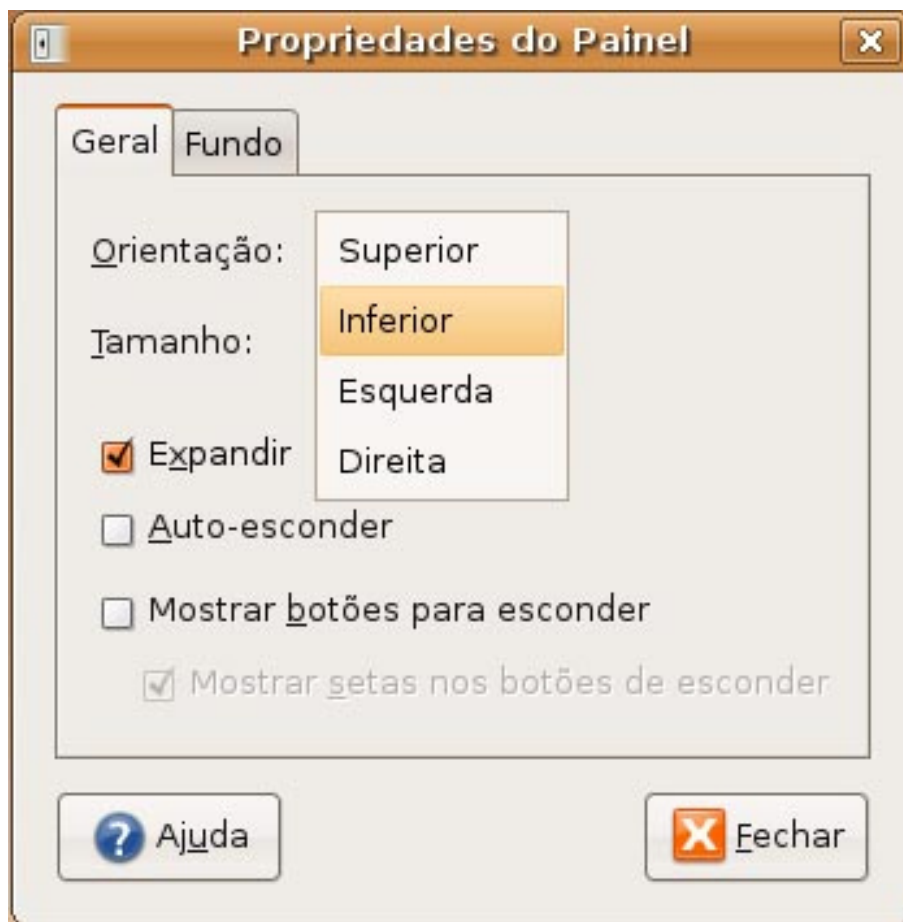 Propriedades do Painel
Geral
Fundo
Orientação:
Superior
Inferior
Tamanho:
Esquerda
Direita
Expandir
Auto-esconder
Mostrar botões para esconder
Mostrar setas nos botões de esconder
Ajuda
Fechar